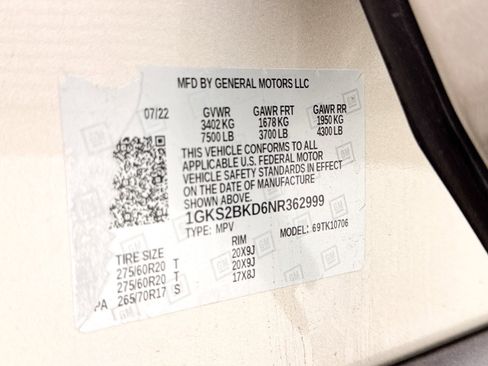 MFD BY GENERAL MOTORS LLC
07/22 GVWR GAWR FRT GAWR RR
3402 KG 1678 KG 1950 KG
7500 LB 3700 LB 4300 LB
THIS VEHICLE CONFORMS TO ALL
APPLICABLE U.S. FEDERAL MOTOR
VEHICLE SAFETY STANDARDS IN EFFECT
ON THE DATE OF MANUFACTURE
SHOWN ABOVE.
1GKS2BKD6NR362999
TYPE: MPV MODEL: 69TK10706
TIRE SIZE RIM
275/60R20 T 20X9J
275/60R20 T 20X9J
PA 265/70R17 S 17X8J
GM